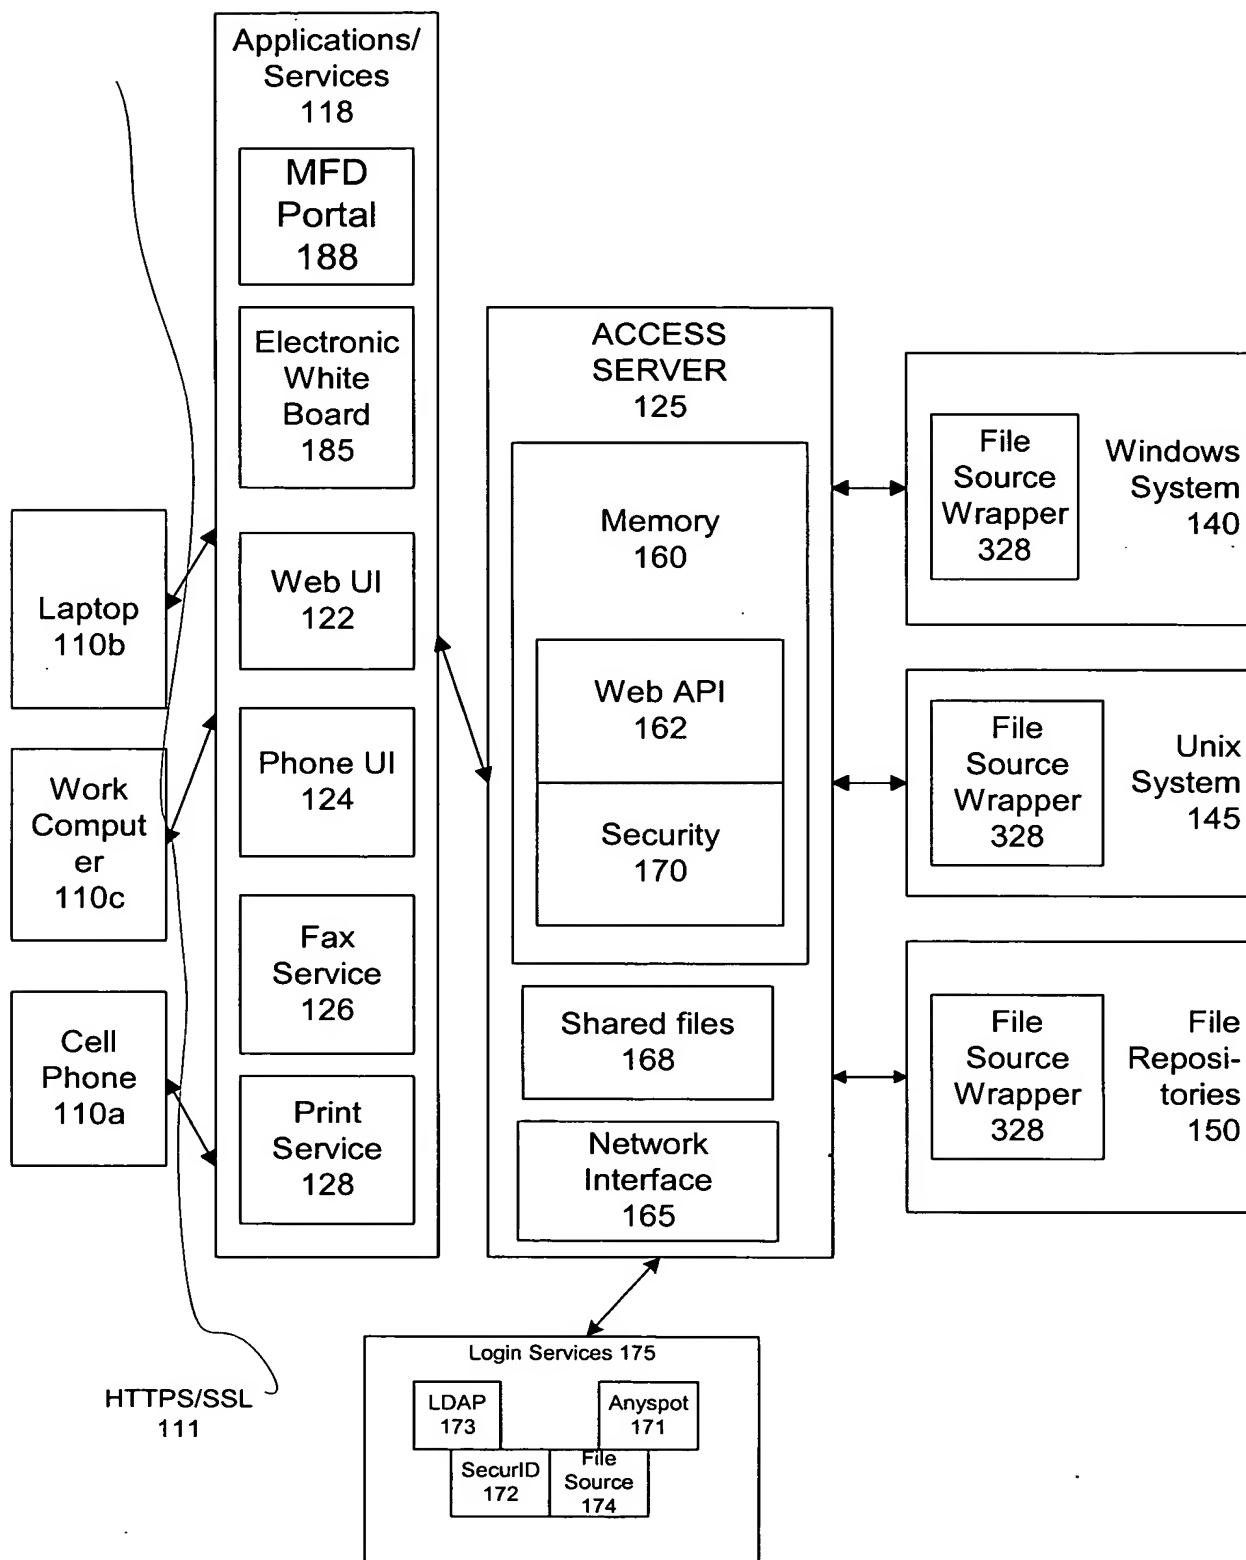 Applications/
Services
118
MFD
Portal
188
Electronic
White
Board
185
Web UI
122
Phone UI
124
Fax
Service
126
Print
Service
128
Laptop
110b
Work
Comput
er
110c
Cell
Phone
110a
HTTPS/SSL
111
ACCESS
SERVER
125
Memory
160
Web API
162
Security
170
Shared files
168
Network
Interface
165
File
Source
Wrapper
328
Windows
System
140
File
Source
Wrapper
328
Unix
System
145
File
Source
Wrapper
328
File
Reposi-
tories
150
Login Services 175
LDAP
173
Anyspot
171
SecurID
172
File
Source
174